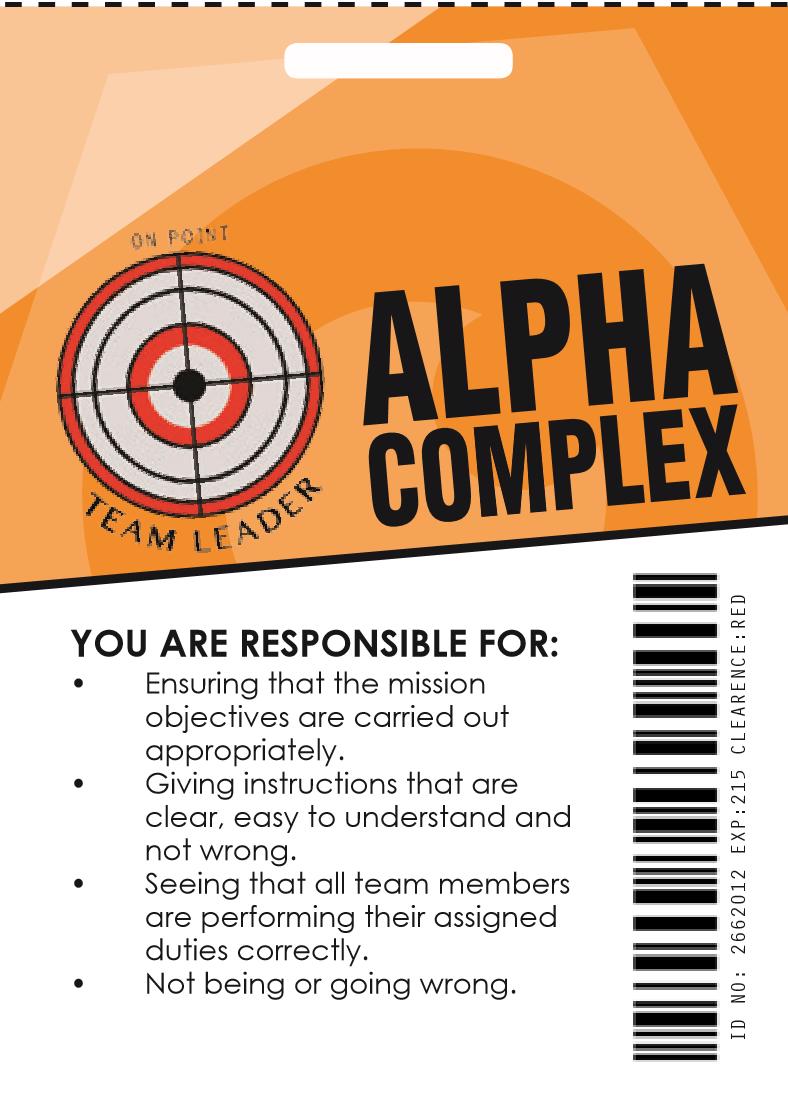 ON POINT
TEAM LEADER
ALPHA
COMPLEX
YOU ARE RESPONSIBLE FOR:
• Ensuring that the mission
objectives are carried out
appropriately.
• Giving instructions that are
clear, easy to understand and
not wrong.
• Seeing that all team members
are performing their assigned
duties correctly.
• Not being or going wrong.
ID NO: 2662012 EXP:215 CLEARENCE:RED